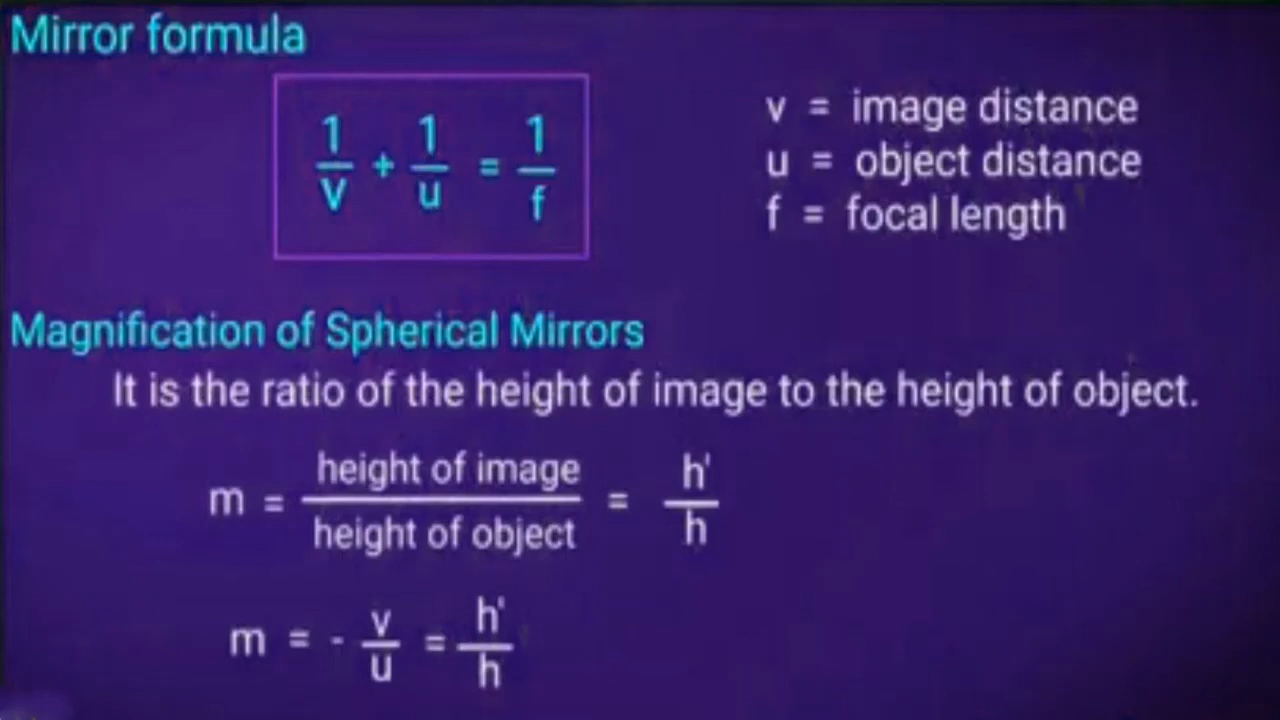 Mirror formula
1/v + 1/u = 1/f
v = image distance
u = object distance
f = focal length
Magnification of Spherical Mirrors
It is the ratio of the height of image to the height of object.
m = height of image / height of object = h'/h
m = - v/u = h'/h